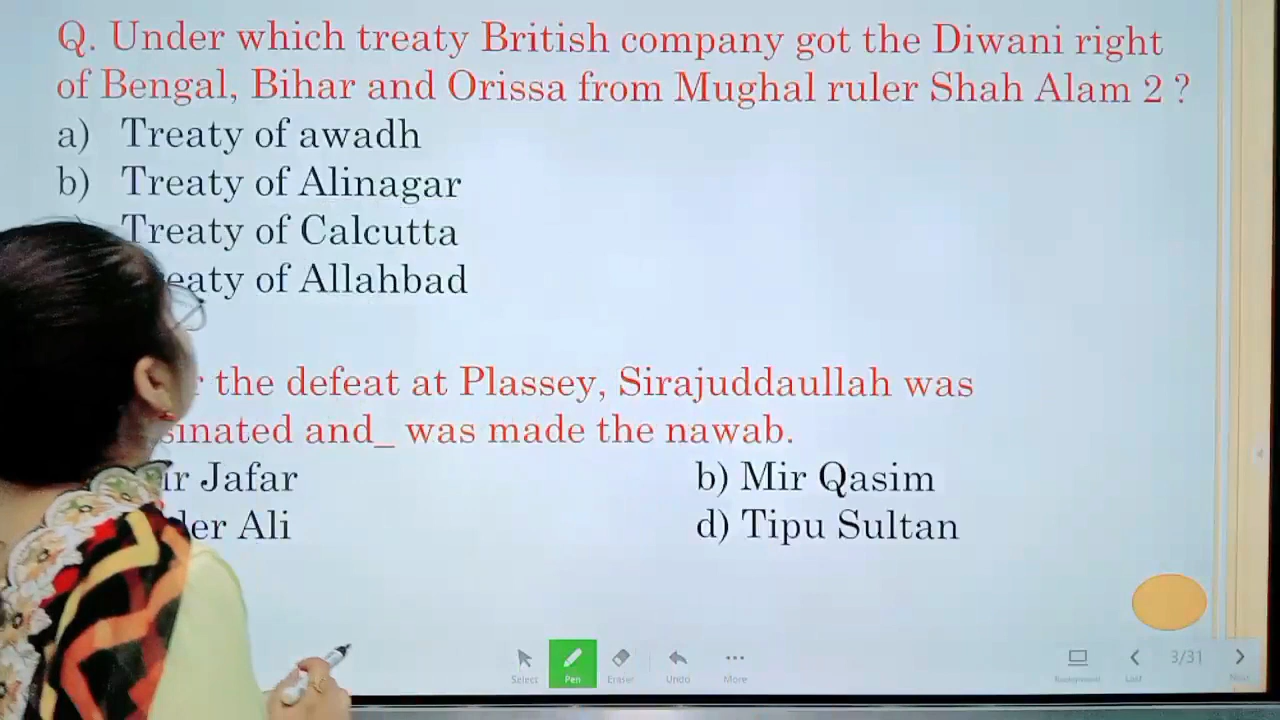 Q. Under which treaty British company got the Diwani right
of Bengal, Bihar and Orissa from Mughal ruler Shah Alam 2 ?
a) Treaty of awadh
b) Treaty of Alinagar
Treaty of Calcutta
eaty of Allahbad
the defeat at Plassey, Sirajuddaullah was
sinated and_ was made the nawab.
ir Jafar b) Mir Qasim
der Ali d) Tipu Sultan
Select Pen Eraser Undo More Background Last 3/31 Next